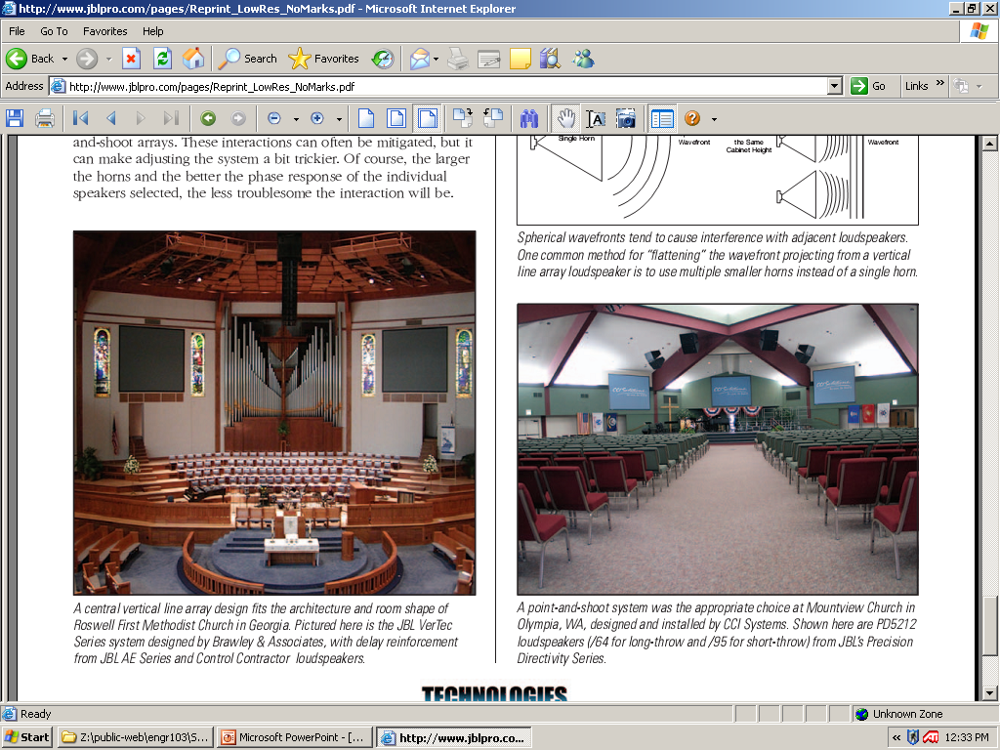 http://www.jblpro.com/pages/Reprint_LowRes_NoMarks.pdf - Microsoft Internet Explorer
File Go To Favorites Help
Back Search Favorites
Address http://www.jblpro.com/pages/Reprint_LowRes_NoMarks.pdf Go Links »
and-shoot arrays. These interactions can often be mitigated, but it
can make adjusting the system a bit trickier. Of course, the larger
the horns and the better the phase response of the individual
speakers selected, the less troublesome the interaction will be.
A central vertical line array design fits the architecture and room shape of
Roswell First Methodist Church in Georgia. Pictured here is the JBL VerTec
Series system designed by Brawley & Associates, with delay reinforcement
from JBL AE Series and Control Contractor loudspeakers.
Single Horn
Wavefront
the Same
Cabinet Height
Wavefront
Spherical wavefronts tend to cause interference with adjacent loudspeakers.
One common method for “flattening” the wavefront projecting from a vertical
line array loudspeaker is to use multiple smaller horns instead of a single horn.
A point-and-shoot system was the appropriate choice at Mountview Church in
Olympia, WA, designed and installed by CCI Systems. Shown here are PD5212
loudspeakers (/64 for long-throw and /95 for short-throw) from JBL’s Precision
Directivity Series.
TECHNOLOGIES
Ready Unknown Zone
Start Z:\public-web\engr103\S... Microsoft PowerPoint - [... http://www.jblpro.co... « 12:33 PM